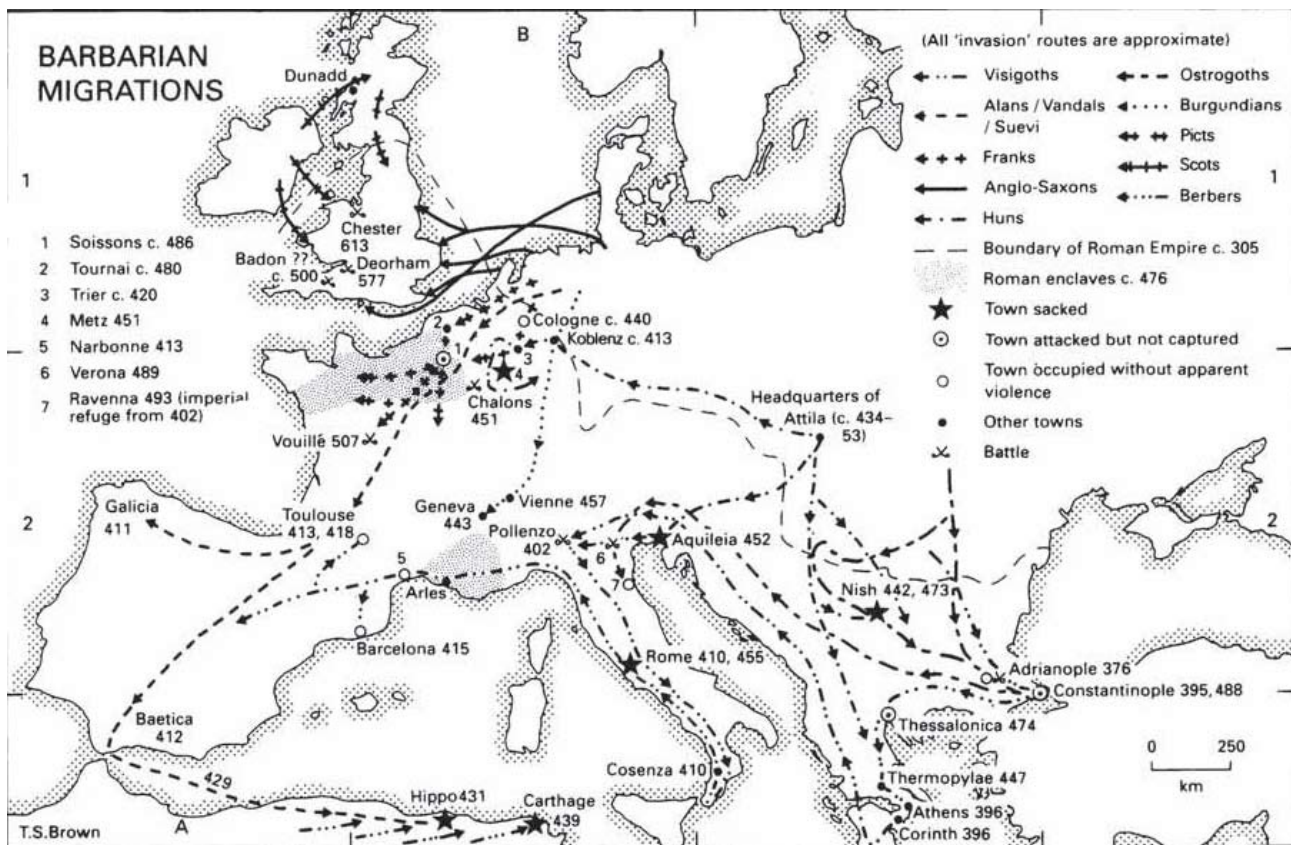 BARBARIAN
MIGRATIONS
B
(All 'invasion' routes are approximate)
Visigoths
Alans / Vandals
/ Suevi
Franks
Anglo-Saxons
Huns
Ostrogoths
Burgundians
Picts
Scots
Berbers
Boundary of Roman Empire c. 305
Roman enclaves c. 476
Town sacked
Town attacked but not captured
Town occupied without apparent
violence
Other towns
Battle
1
1
1 Soissons c. 486
2 Tournai c. 480
3 Trier c. 420
4 Metz 451
5 Narbonne 413
6 Verona 489
7 Ravenna 493 (imperial
refuge from 402)
Dunadd
Chester
613
Badon ??
c. 500
Deorham
577
2
Cologne c. 440
1
3
Koblenz c. 413
4
Chalons
451
Headquarters of
Attila (c. 434–
53)
Vouillé 507
2
2
Galicia
411
Toulouse
413, 418
Geneva
443
Vienne 457
Pollenzo
402
6
Aquileia 452
5
7
Arles
Nish 442, 473
Barcelona 415
Rome 410, 455
Adrianople 376
Constantinople 395, 488
Baetica
412
Thessalonica 474
0 250
km
429
Cosenza 410
Thermopylae 447
Hippo 431
Carthage
439
Athens 396
Corinth 396
T.S.Brown
A